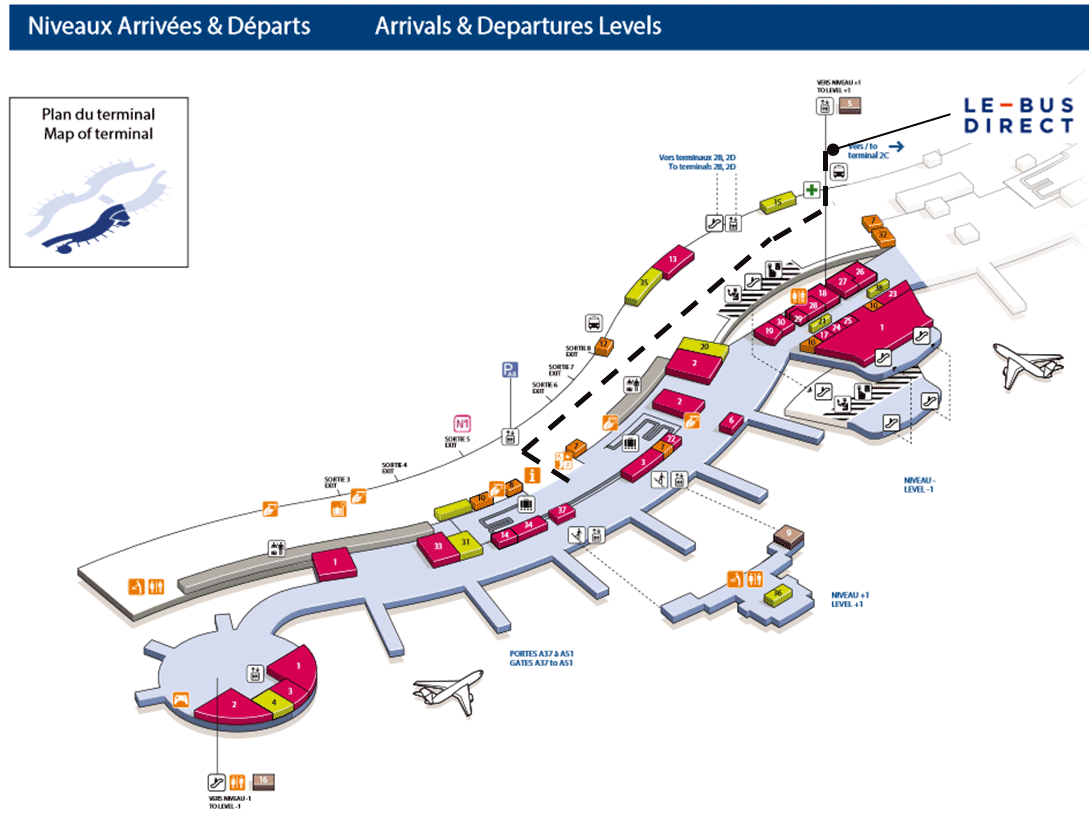 Niveaux Arrivées & Départs
Arrivals & Departures Levels
Plan du terminal
Map of terminal
VERS NIVEAU +1
TO LEVEL +1
5
LE-BUS
DIRECT
Vers / to
terminal 2C
Vers terminaux 2B, 2D
To terminals 2B, 2D
15
7
32
13
35
26
27
18
28
30
29
19
23
25
24
17
21
1
12
SORTIE 8
EXIT
SORTIE 7
EXIT
SORTIE 6
EXIT
20
2
2
6
22
3
N1
SORTIE 5
EXIT
SORTIE 4
EXIT
SORTIE 3
EXIT
i
37
34
14
33
31
1
NIVEAU -
LEVEL -1
9
36
NIVEAU +1
LEVEL +1
PORTES A37 à A51
GATES A37 to A51
1
3
2
4
16
VERS NIVEAU -1
TO LEVEL -1